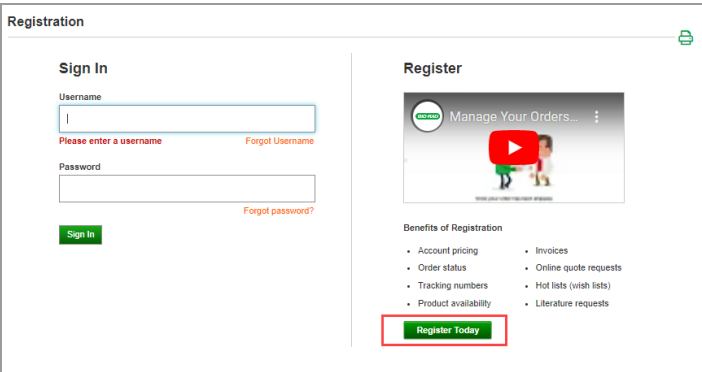 Registration
Sign In
Username
Please enter a username
Forgot Username
Password
Forgot password?
Sign In
Register
BIO-RAD
Manage Your Orders...
Benefits of Registration
Account pricing
Order status
Tracking numbers
Product availability
Invoices
Online quote requests
Hot lists (wish lists)
Literature requests
Register Today